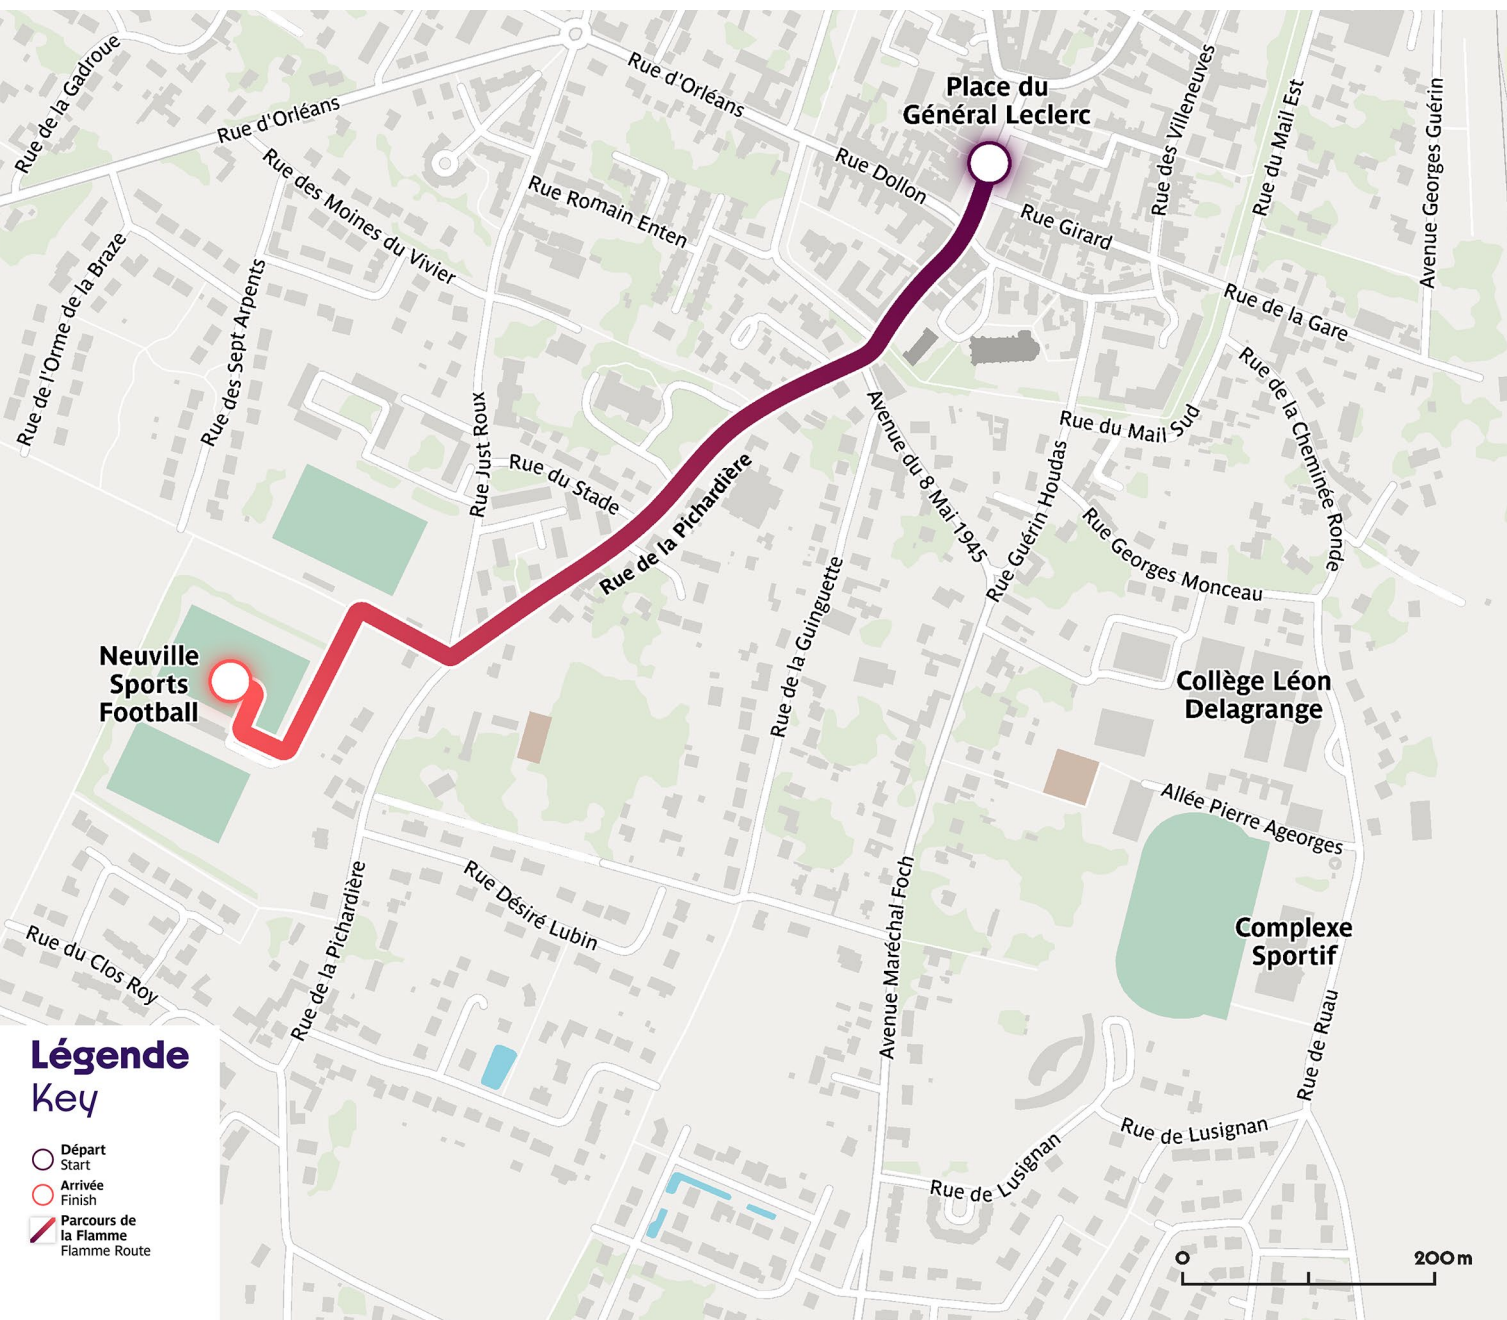 Rue de la Gadroue
Rue d'Orléans
Rue d'Orléans
Place du
Général Leclerc
Rue des Villeneuves
Rue du Mail Est
Avenue Georges Guérin
Rue des Moines du Vivier
Rue Romain Enten
Rue Dollon
Rue Girard
Rue de la Gare
Rue de l'Orme de la Braze
Rue des Sept Arpents
Rue Just Roux
Rue du Stade
Rue de la Pichardière
Avenue du 8 Mai 1945
Rue Guérin Houdas
Rue du Mail Sud
Rue de la Cheminée Ronde
Rue Georges Monceau
Rue de la Guinguette
Neuville
Sports
Football
Collège Léon
Delagrange
Allée Pierre Ageorges
Complexe
Sportif
Rue Désiré Lubin
Rue de la Pichardière
Rue du Clos Roy
Avenue Maréchal Foch
Rue de Ruau
Rue de Lusignan
Rue de Lusignan
Légende
Key
Départ
Start
Arrivée
Finish
Parcours de
la Flamme
Flamme Route
0 200 m